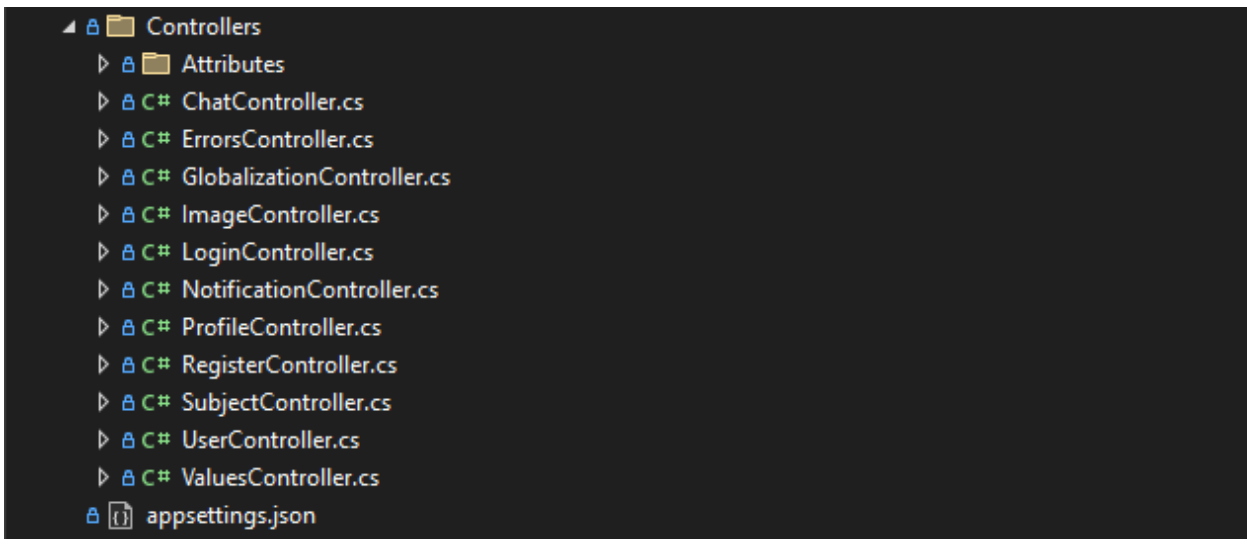 Controllers
Attributes
C# ChatController.cs
C# ErrorsController.cs
C# GlobalizationController.cs
C# ImageController.cs
C# LoginController.cs
C# NotificationController.cs
C# ProfileController.cs
C# RegisterController.cs
C# SubjectController.cs
C# UserController.cs
C# ValuesController.cs
appsettings.json